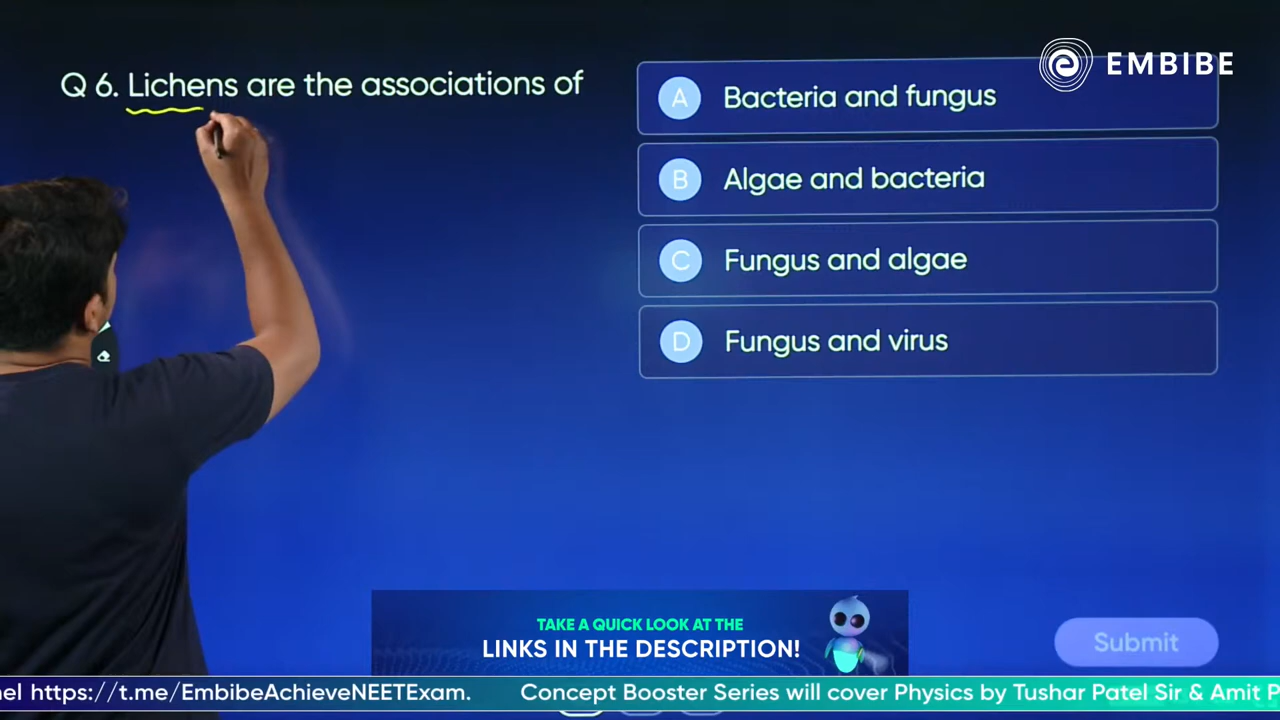 EMBIBE
Q 6. Lichens are the associations of
A Bacteria and fungus
B Algae and bacteria
C Fungus and algae
D Fungus and virus
TAKE A QUICK LOOK AT THE
LINKS IN THE DESCRIPTION!
Submit
nel https://t.me/EmbibeAchieveNEETExam. Concept Booster Series will cover Physics by Tushar Patel Sir & Amit P